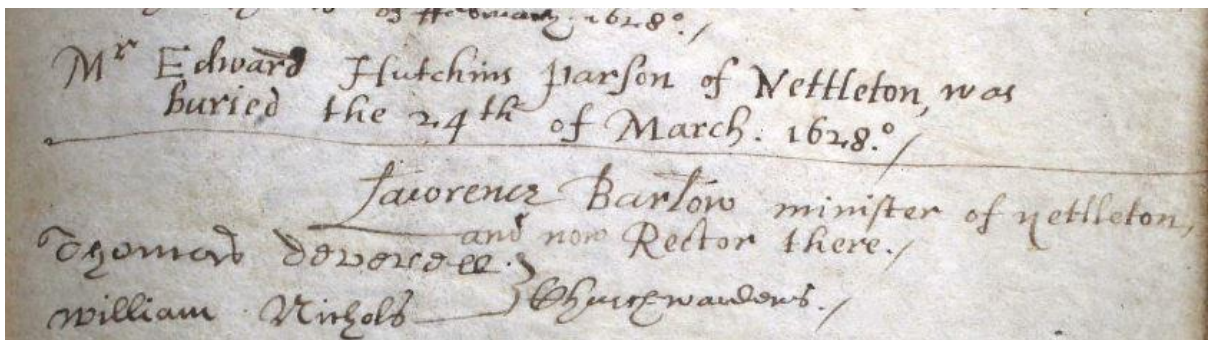 of February. 1628.º/
Mr Edward Hutchins parson of Nettleton, was
buried the 24th of March. 1628.º/
Lawrence Barlow minister of Nettleton,
and now Rector there./
Thomas Deverell
William Nichols Churchwardens./